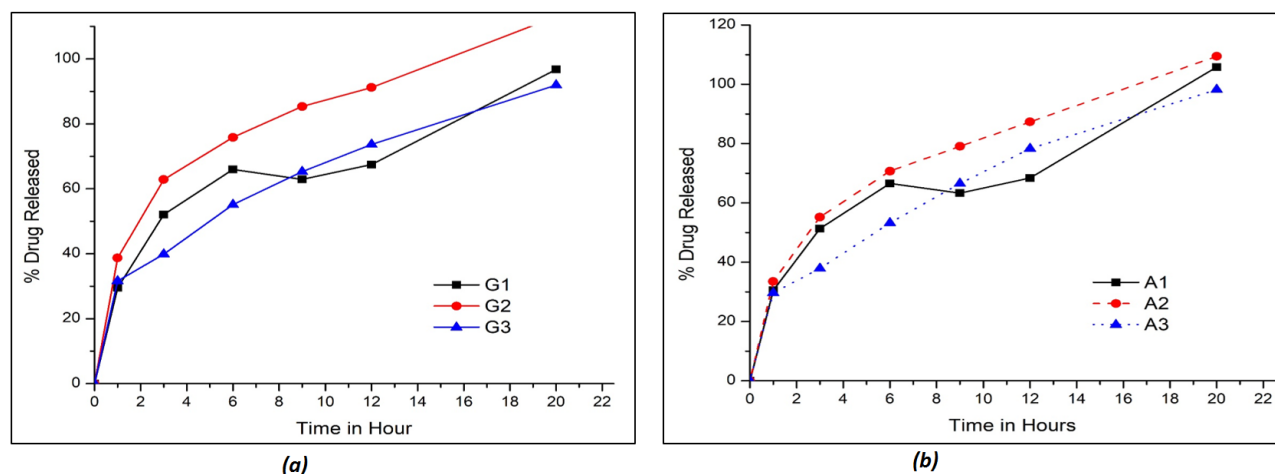 % Drug Released
100
80
60
40
20
0
0 2 4 6 8 10 12 14 16 18 20 22
Time in Hour
G1
G2
G3
(a)
% Drug Released
120
100
80
60
40
20
0
0 2 4 6 8 10 12 14 16 18 20 22
Time in Hours
A1
A2
A3
(b)